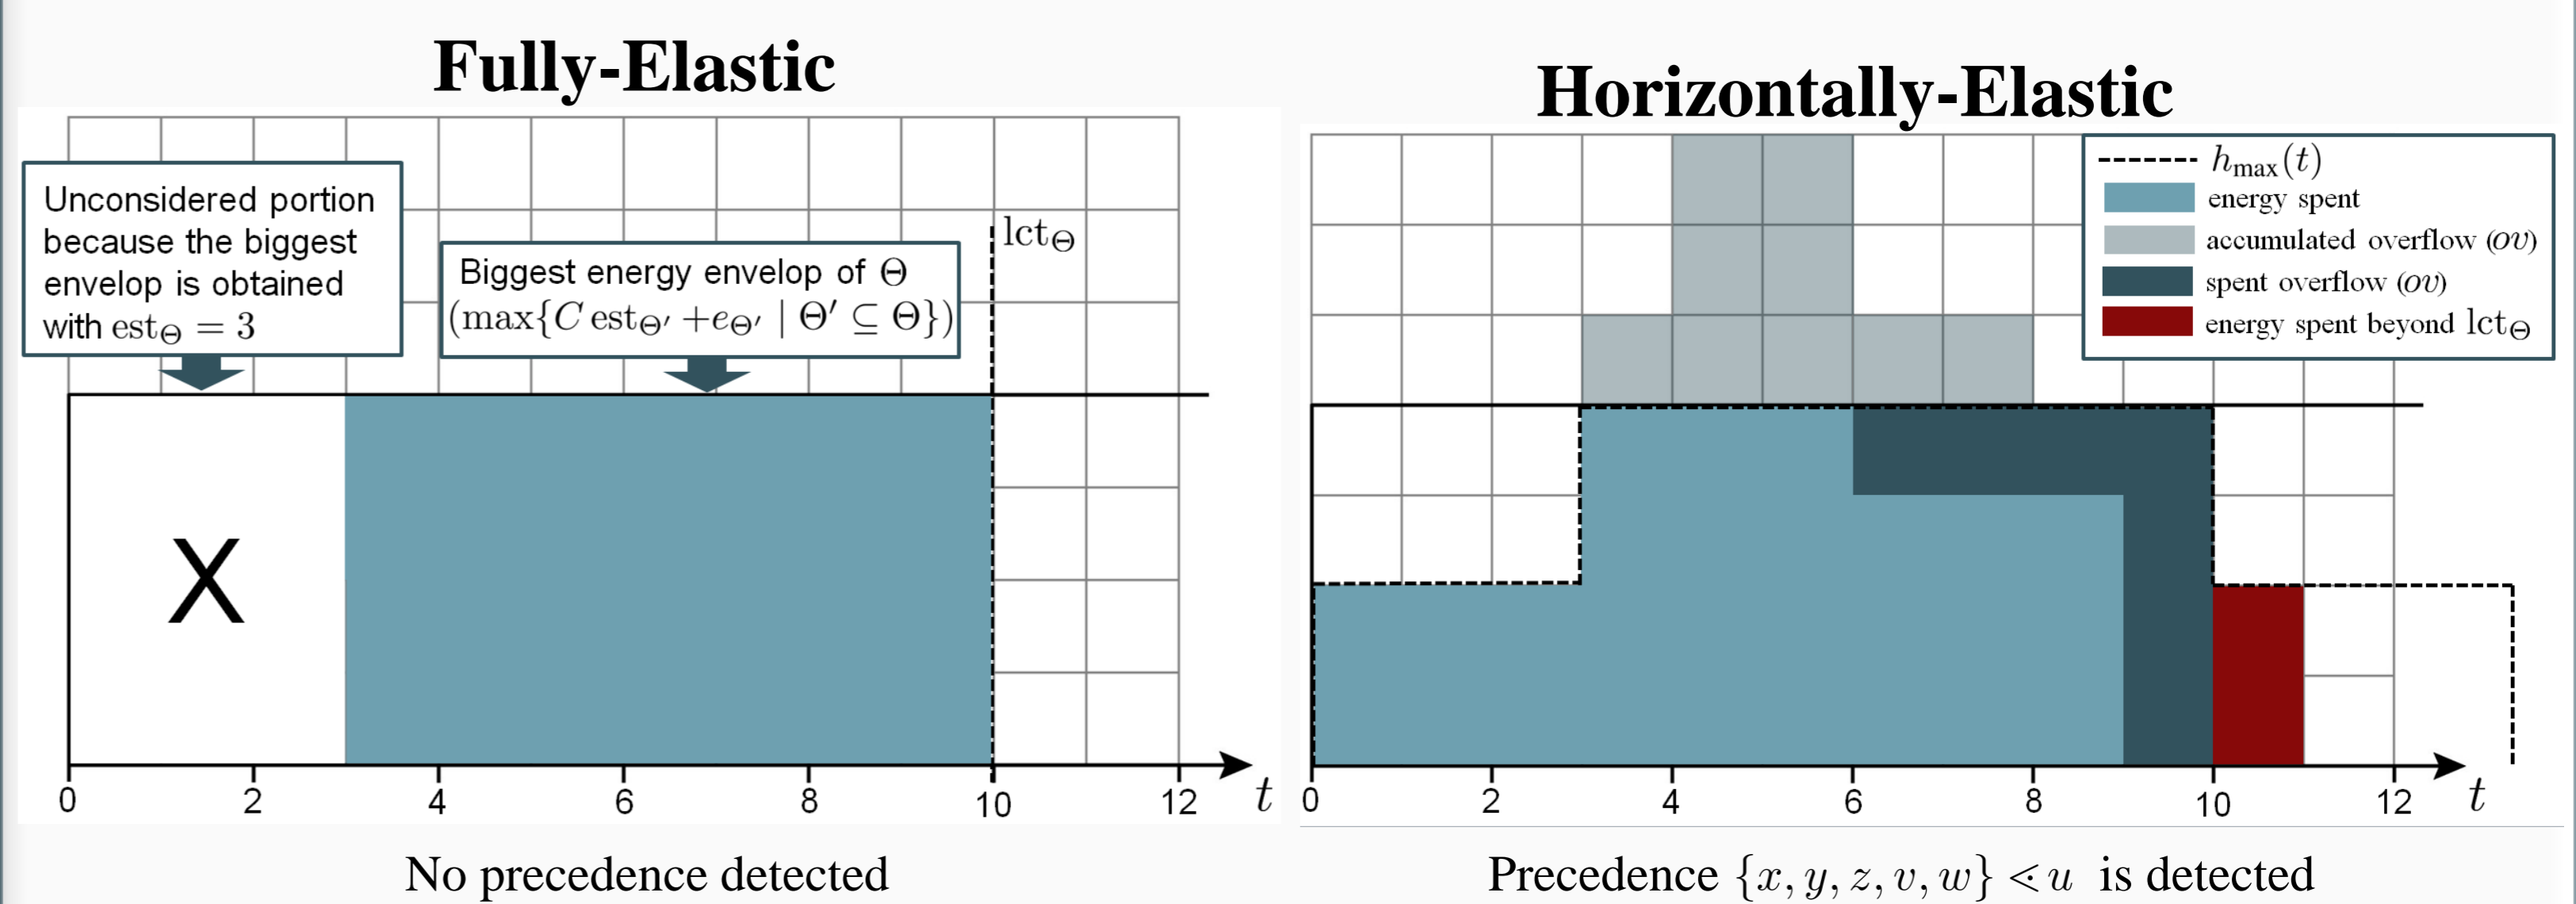 Fully-Elastic
Unconsidered portion
because the biggest
envelop is obtained
with est_Θ = 3
Biggest energy envelop of Θ
(max{C est_Θ′ +e_Θ′ | Θ′ ⊆ Θ})
lct_Θ
X
0 2 4 6 8 10 12 t
No precedence detected
Horizontally-Elastic
h_max(t)
energy spent
accumulated overflow (ov)
spent overflow (ov)
energy spent beyond lct_Θ
0 2 4 6 8 10 12 t
Precedence {x, y, z, v, w} ⋖ u is detected